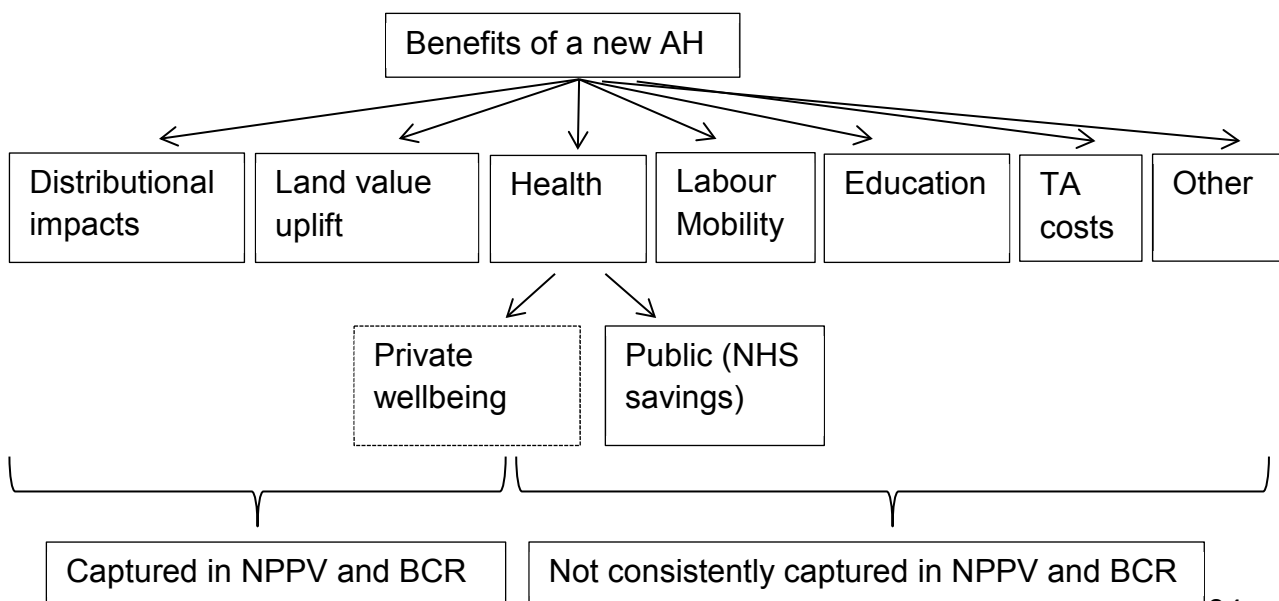 Benefits of a new AH
Distributional
impacts
Land value
uplift
Health
Labour
Mobility
Education
TA
costs
Other
Private
wellbeing
Public (NHS
savings)
Captured in NPPV and BCR
Not consistently captured in NPPV and BCR